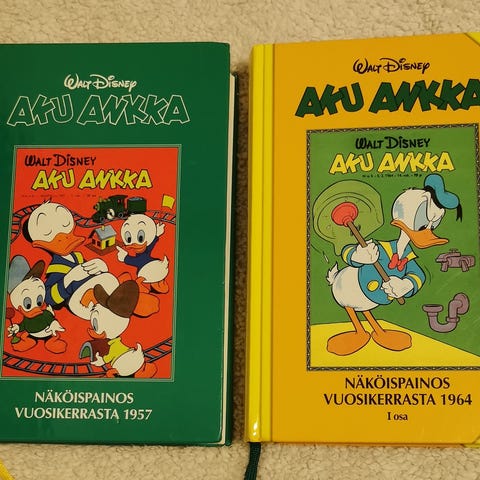 WALT DISNEY
AKU ANKKA
WALT DISNEY
AKU ANKKA
NÄKÖISPAINOS
VUOSIKERRASTA 1957
WALT DISNEY
AKU ANKKA
WALT DISNEY
AKU ANKKA
NÄKÖISPAINOS
VUOSIKERRASTA 1964
I osa